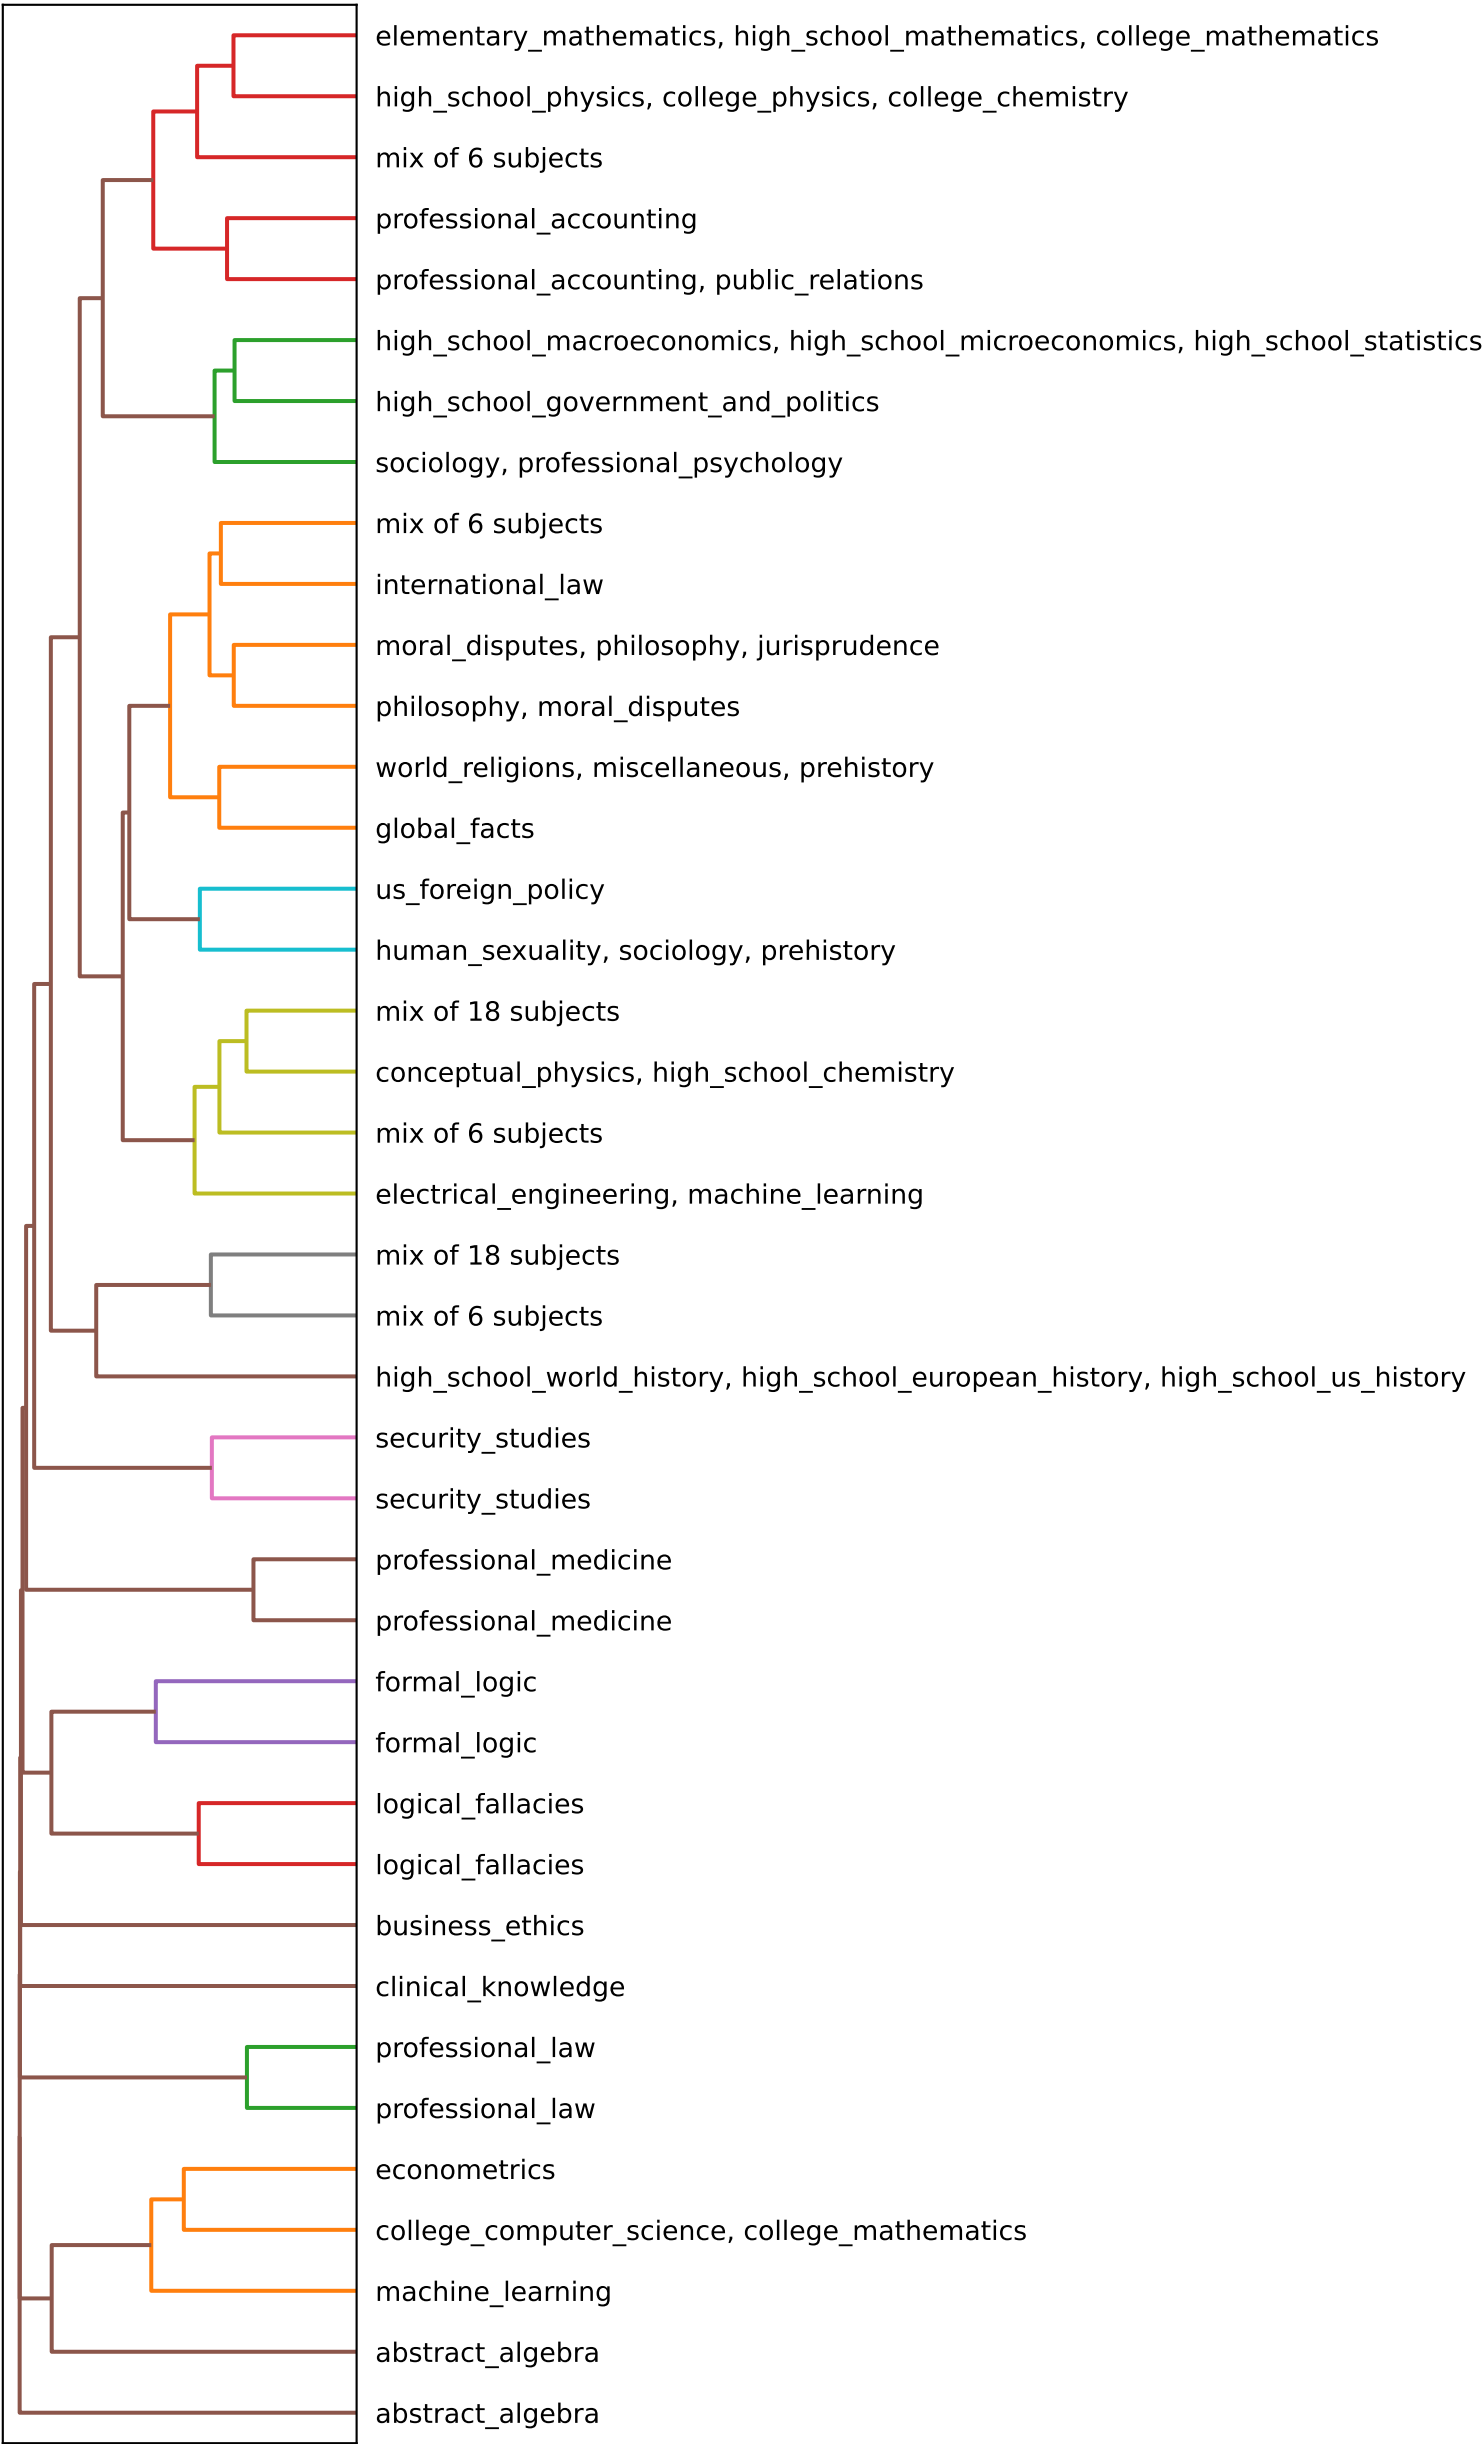 elementary_mathematics, high_school_mathematics, college_mathematics
high_school_physics, college_physics, college_chemistry
mix of 6 subjects
professional_accounting
professional_accounting, public_relations
high_school_macroeconomics, high_school_microeconomics, high_school_statistics
high_school_government_and_politics
sociology, professional_psychology
mix of 6 subjects
international_law
moral_disputes, philosophy, jurisprudence
philosophy, moral_disputes
world_religions, miscellaneous, prehistory
global_facts
us_foreign_policy
human_sexuality, sociology, prehistory
mix of 18 subjects
conceptual_physics, high_school_chemistry
mix of 6 subjects
electrical_engineering, machine_learning
mix of 18 subjects
mix of 6 subjects
high_school_world_history, high_school_european_history, high_school_us_history
security_studies
security_studies
professional_medicine
professional_medicine
formal_logic
formal_logic
logical_fallacies
logical_fallacies
business_ethics
clinical_knowledge
professional_law
professional_law
econometrics
college_computer_science, college_mathematics
machine_learning
abstract_algebra
abstract_algebra